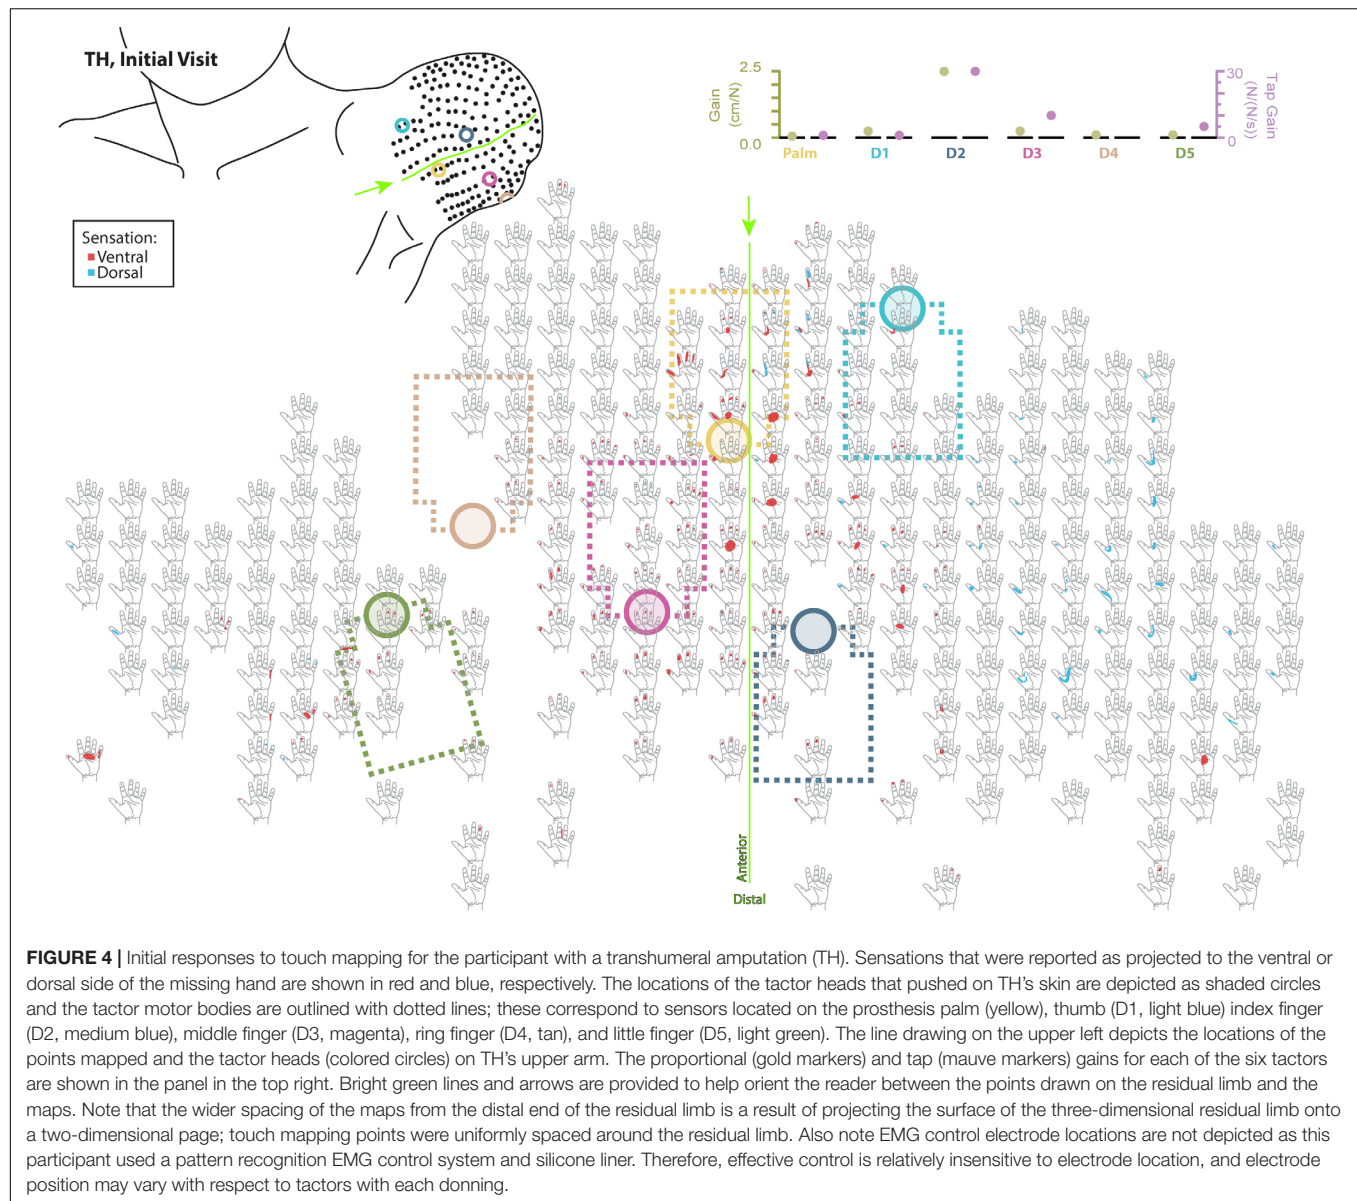 TH, Initial Visit
Sensation:
Ventral
Dorsal
2.5
0.0
Gain
(cm/N)
30
0
Tap Gain
(N/(N/s))
Palm D1 D2 D3 D4 D5
Anterior
Distal
FIGURE 4 | Initial responses to touch mapping for the participant with a transhumeral amputation (TH). Sensations that were reported as projected to the ventral or
dorsal side of the missing hand are shown in red and blue, respectively. The locations of the tactor heads that pushed on TH's skin are depicted as shaded circles
and the tactor motor bodies are outlined with dotted lines; these correspond to sensors located on the prosthesis palm (yellow), thumb (D1, light blue) index finger
(D2, medium blue), middle finger (D3, magenta), ring finger (D4, tan), and little finger (D5, light green). The line drawing on the upper left depicts the locations of the
points mapped and the tactor heads (colored circles) on TH's upper arm. The proportional (gold markers) and tap (mauve markers) gains for each of the six tactors
are shown in the panel in the top right. Bright green lines and arrows are provided to help orient the reader between the points drawn on the residual limb and the
maps. Note that the wider spacing of the maps from the distal end of the residual limb is a result of projecting the surface of the three-dimensional residual limb onto
a two-dimensional page; touch mapping points were uniformly spaced around the residual limb. Also note EMG control electrode locations are not depicted as this
participant used a pattern recognition EMG control system and silicone liner. Therefore, effective control is relatively insensitive to electrode location, and electrode
position may vary with respect to tactors with each donning.